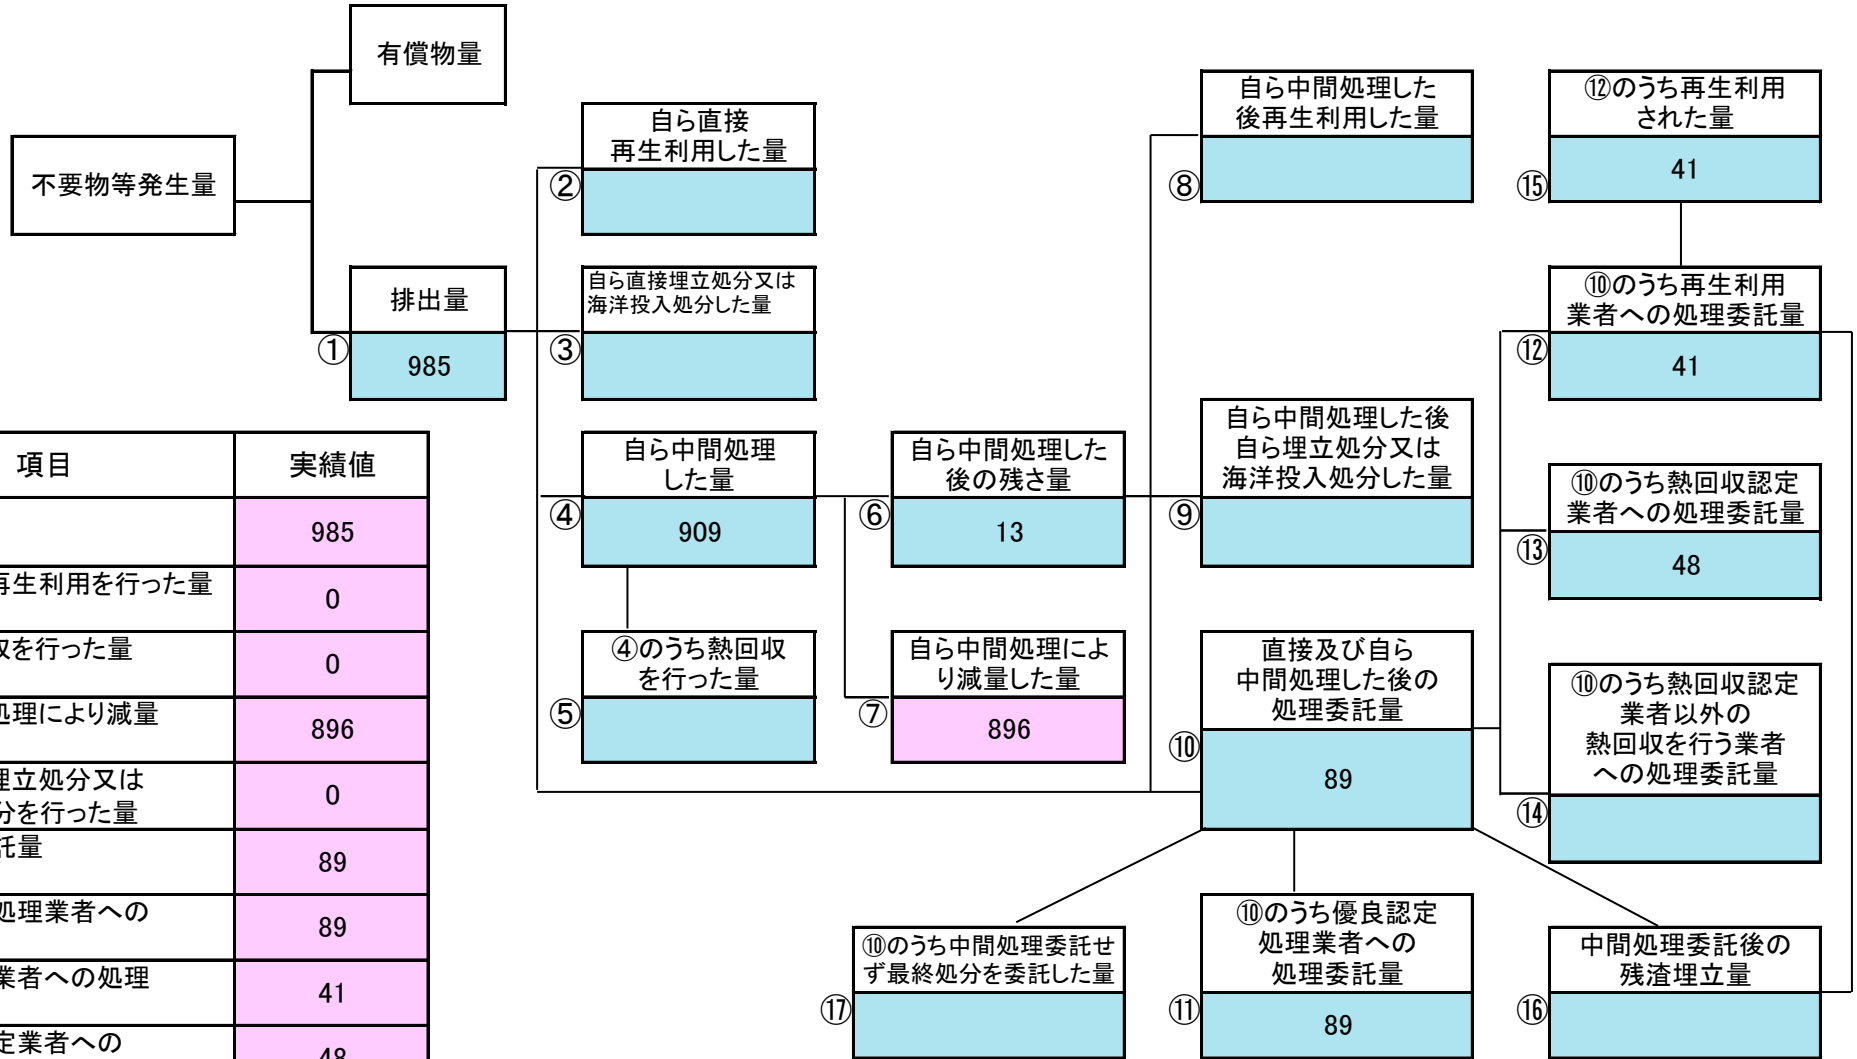 有償物量
不要物等発生量
排出量
①
985
自ら直接
再生利用した量
②
自ら直接埋立処分又は
海洋投入処分した量
③
自ら中間処理
した量
④
909
④のうち熱回収
を行った量
⑤
自ら中間処理した
後の残さ量
⑥
13
自ら中間処理によ
り減量した量
⑦
896
自ら中間処理した
後再生利用した量
⑧
自ら中間処理した後
自ら埋立処分又は
海洋投入処分した量
⑨
直接及び自ら
中間処理した後の
処理委託量
⑩
89
⑩のうち優良認定
処理業者への
処理委託量
⑪
89
⑫のうち再生利用
された量
⑮
41
⑩のうち再生利用
業者への処理委託量
⑫
41
⑩のうち熱回収認定
業者への処理委託量
⑬
48
⑩のうち熱回収認定
業者以外の
熱回収を行う業者
への処理委託量
⑭
中間処理委託後の
残渣埋立量
⑯
⑩のうち中間処理委託せ
ず最終処分を委託した量
⑰
項目 実績値
985
再生利用を行った量 0
を行った量 0
処理により減量 896
埋立処分又は
分を行った量 0
託量 89
処理業者への 89
業者への処理 41
定業者への 48